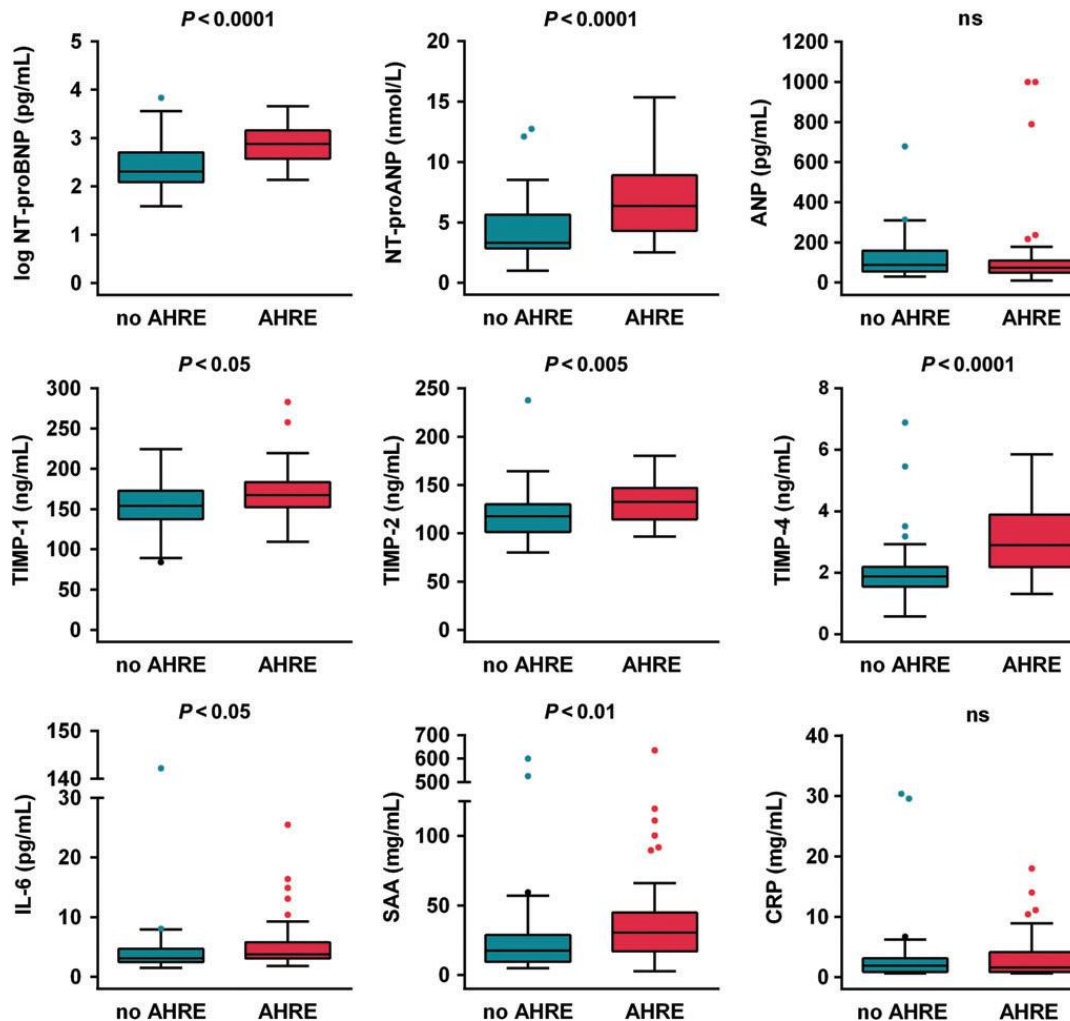 P < 0.0001
log NT-proBNP (pg/mL)
5
4
3
2
1
0
no AHRE AHRE
P < 0.0001
NT-proANP (nmol/L)
20
15
10
5
0
no AHRE AHRE
ns
ANP (pg/mL)
1200
1000
800
600
400
200
0
no AHRE AHRE
P < 0.05
TIMP-1 (ng/mL)
300
250
200
150
100
50
0
no AHRE AHRE
P < 0.005
TIMP-2 (ng/mL)
250
200
150
100
50
0
no AHRE AHRE
P < 0.0001
TIMP-4 (ng/mL)
8
6
4
2
0
no AHRE AHRE
P < 0.05
IL-6 (pg/mL)
150
140
30
20
10
0
no AHRE AHRE
P < 0.01
SAA (mg/mL)
700
600
500
100
50
0
no AHRE AHRE
ns
CRP (mg/mL)
40
30
20
10
0
no AHRE AHRE